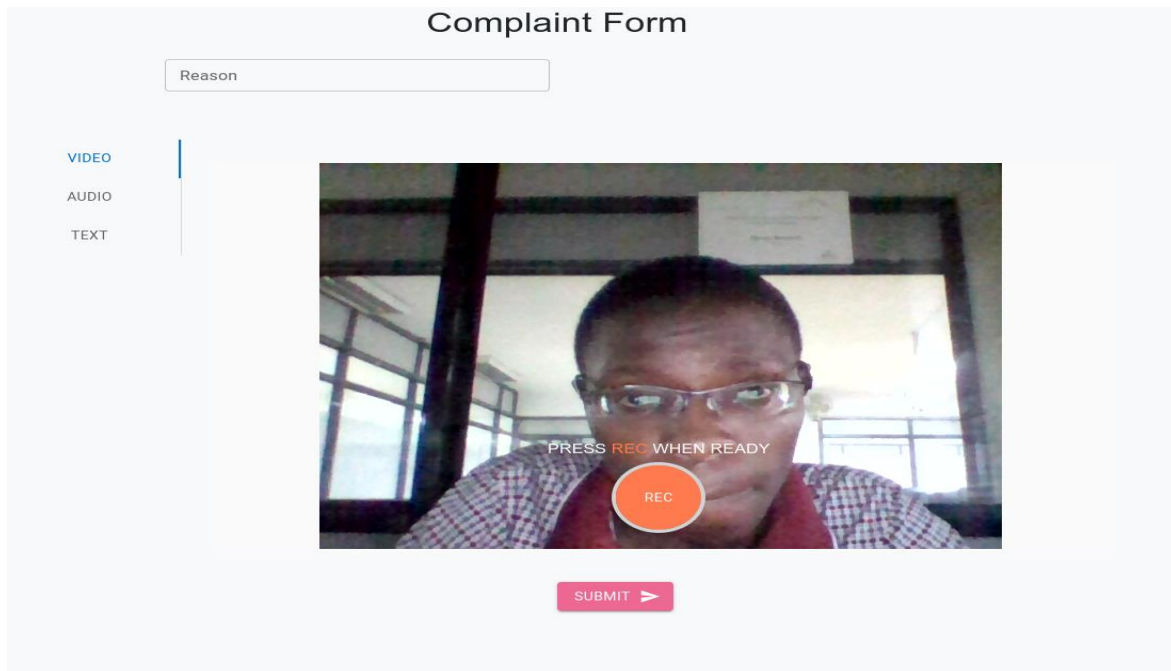 Complaint Form
Reason
VIDEO
AUDIO
TEXT
PRESS REC WHEN READY
REC
SUBMIT